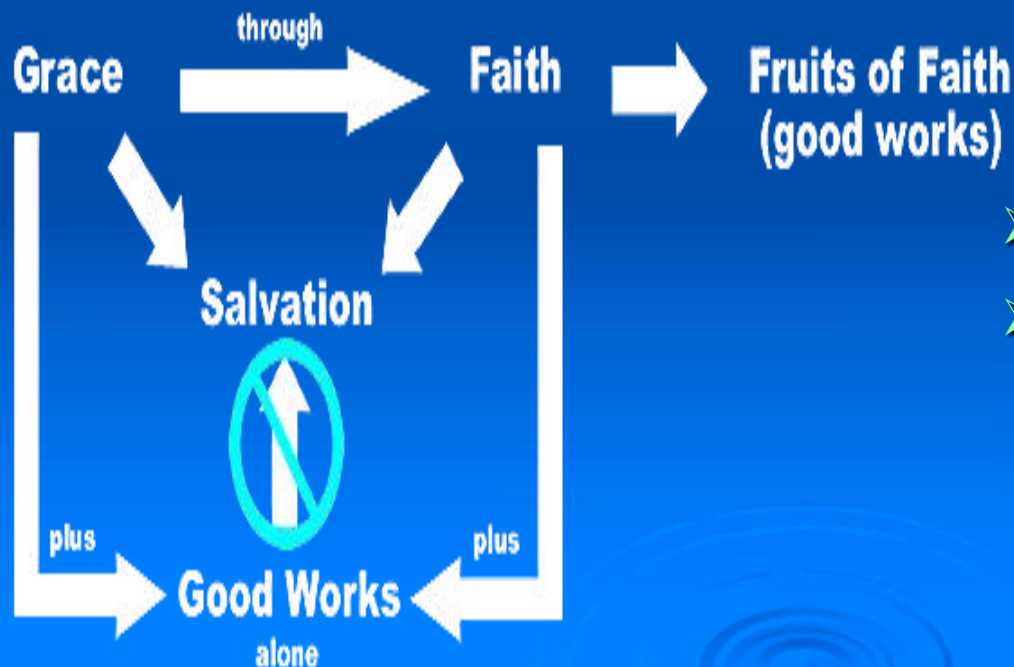 through
Grace
Faith
Fruits of Faith
(good works)
Salvation
plus
plus
Good Works
alone